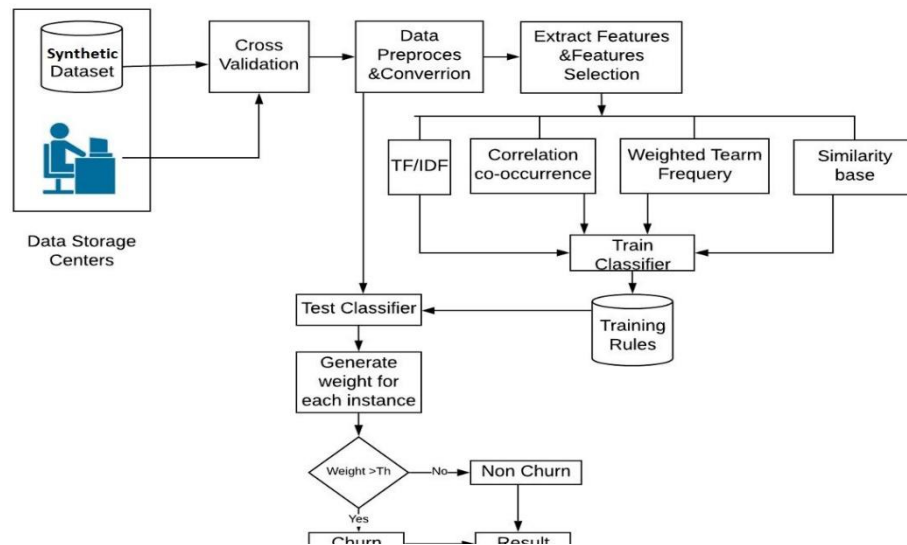 Synthetic
Dataset
Cross
Validation
Data
Preproces
&Converrion
Extract Features
&Features
Selection
TF/IDF
Correlation
co-occurrence
Weighted Tearm
Frequery
Similarity
base
Data Storage
Centers
Train
Classifier
Test Classifier
Training
Rules
Generate
weight for
each instance
Weight >Th
No
Non Churn
Yes
Churn
Result